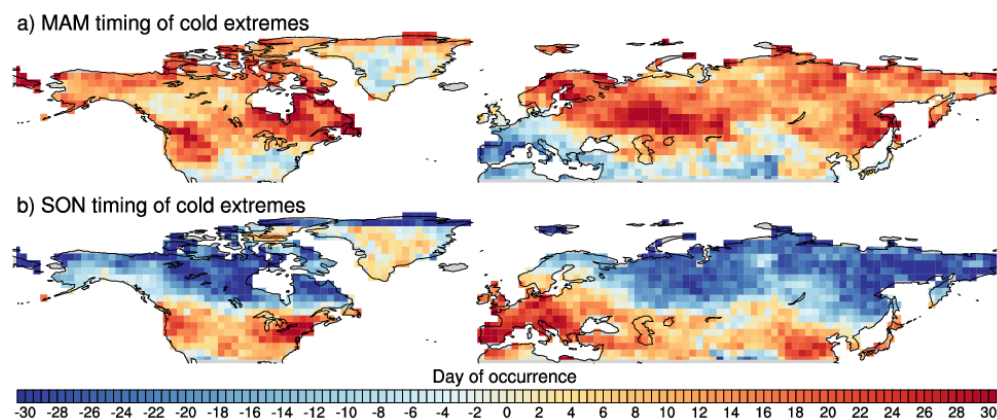 a) MAM timing of cold extremes
b) SON timing of cold extremes
Day of occurrence
-30 -28 -26 -24 -22 -20 -18 -16 -14 -12 -10 -8 -6 -4 -2 0 2 4 6 8 10 12 14 16 18 20 22 24 26 28 30